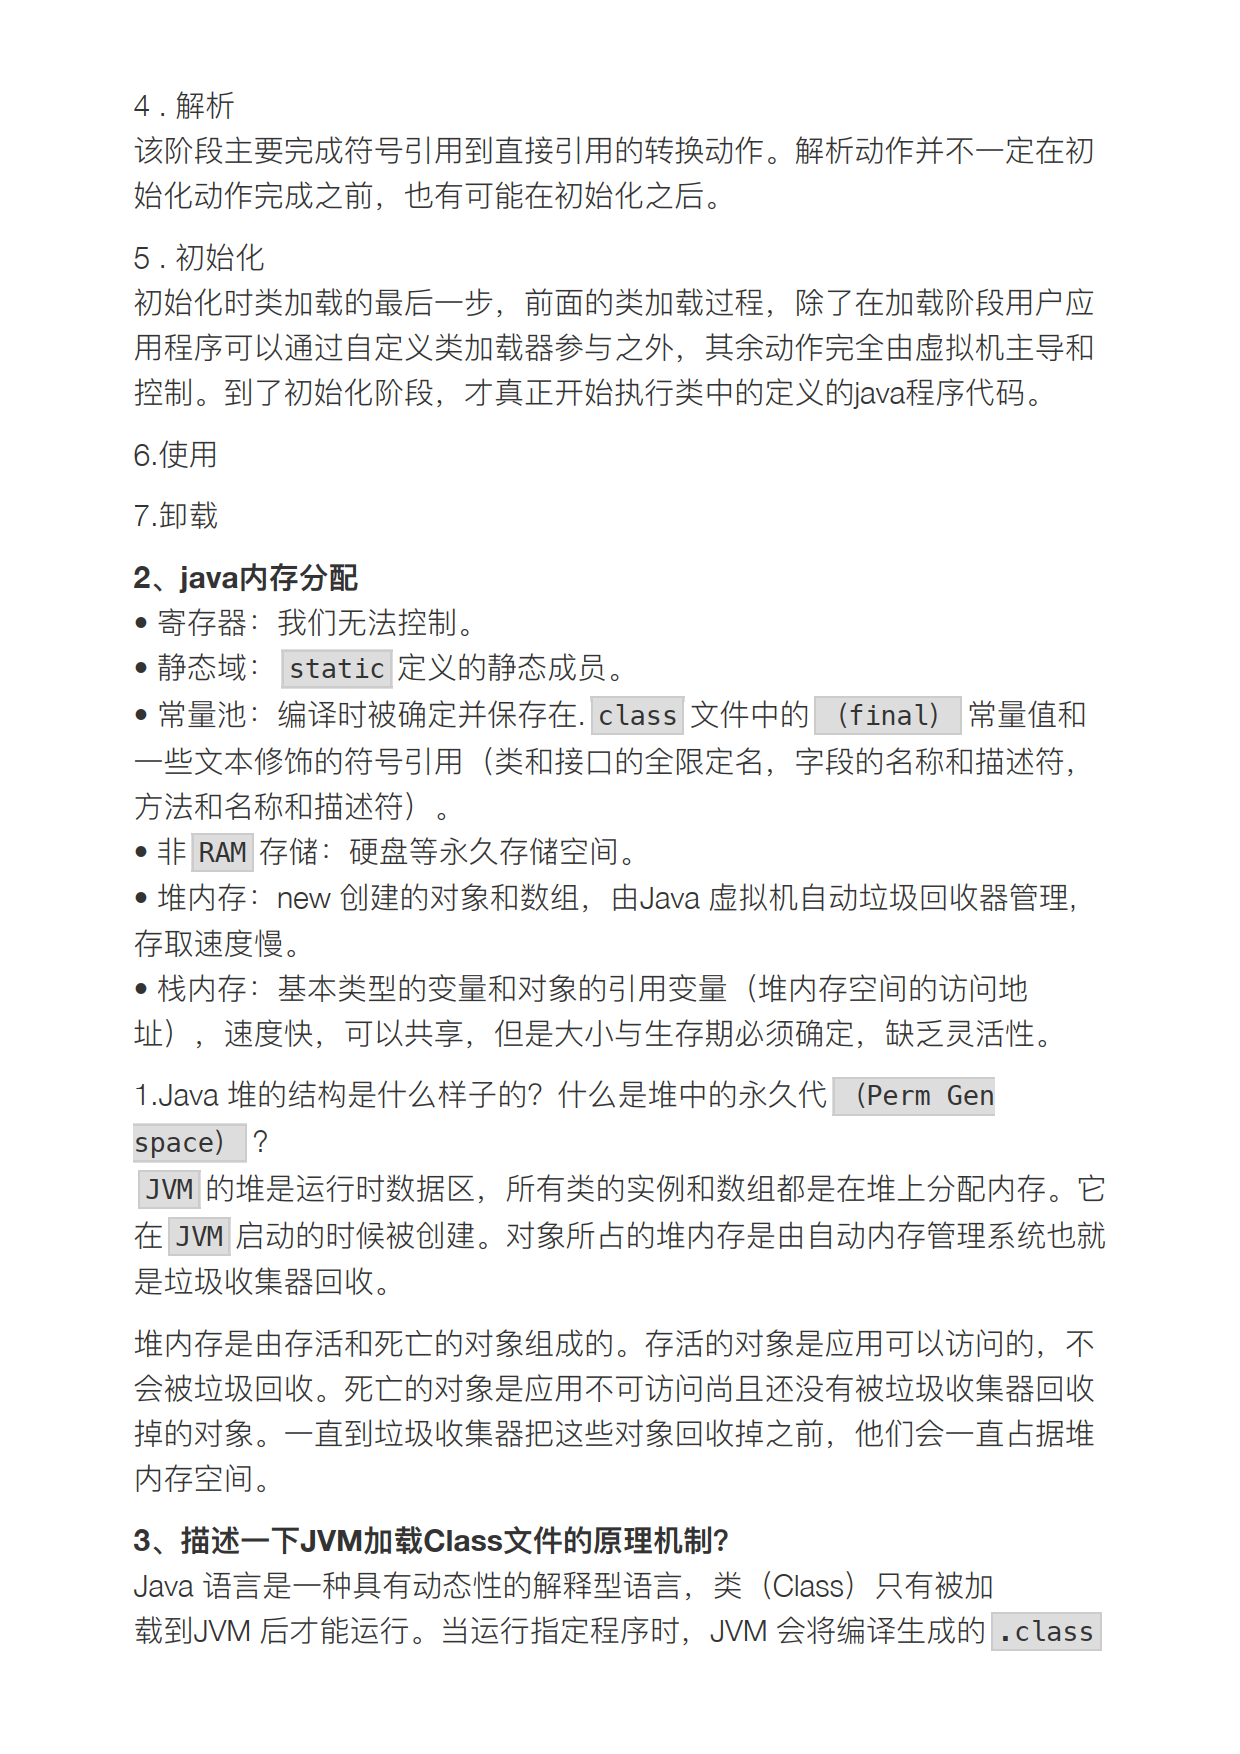 4 . 解析
该阶段主要完成符号引用到直接引用的转换动作。解析动作并不一定在初
始化动作完成之前，也有可能在初始化之后。
5 . 初始化
初始化时类加载的最后一步，前面的类加载过程，除了在加载阶段用户应
用程序可以通过自定义类加载器参与之外，其余动作完全由虚拟机主导和
控制。到了初始化阶段，才真正开始执行类中的定义的java程序代码。
6.使用
7.卸载
2、java内存分配
• 寄存器：我们无法控制。
• 静态域： static 定义的静态成员。
• 常量池：编译时被确定并保存在. class 文件中的 （final） 常量值和
一些文本修饰的符号引用（类和接口的全限定名，字段的名称和描述符，
方法和名称和描述符）。
• 非 RAM 存储：硬盘等永久存储空间。
• 堆内存：new 创建的对象和数组，由Java 虚拟机自动垃圾回收器管理,
存取速度慢。
• 栈内存：基本类型的变量和对象的引用变量（堆内存空间的访问地
址），速度快，可以共享，但是大小与生存期必须确定，缺乏灵活性。
1.Java 堆的结构是什么样子的？什么是堆中的永久代 （Perm Gen
space） ?
JVM 的堆是运行时数据区，所有类的实例和数组都是在堆上分配内存。它
在 JVM 启动的时候被创建。对象所占的堆内存是由自动内存管理系统也就
是垃圾收集器回收。
堆内存是由存活和死亡的对象组成的。存活的对象是应用可以访问的，不
会被垃圾回收。死亡的对象是应用不可访问尚且还没有被垃圾收集器回收
掉的对象。一直到垃圾收集器把这些对象回收掉之前，他们会一直占据堆
内存空间。
3、描述一下JVM加载Class文件的原理机制?
Java 语言是一种具有动态性的解释型语言，类（Class）只有被加
载到JVM 后才能运行。当运行指定程序时，JVM 会将编译生成的 .class